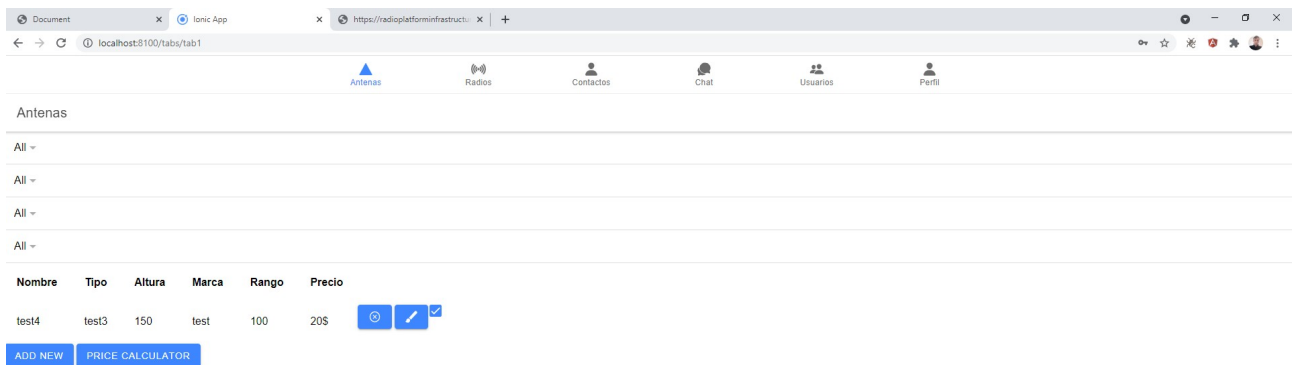 Document Ionic App https://radioplatforminfrastructu
localhost:8100/tabs/tab1
Antenas Radios Contactos Chat Usuarios Perfil
Antenas
All
All
All
All
Nombre Tipo Altura Marca Rango Precio
test4 test3 150 test 100 20$
ADD NEW PRICE CALCULATOR